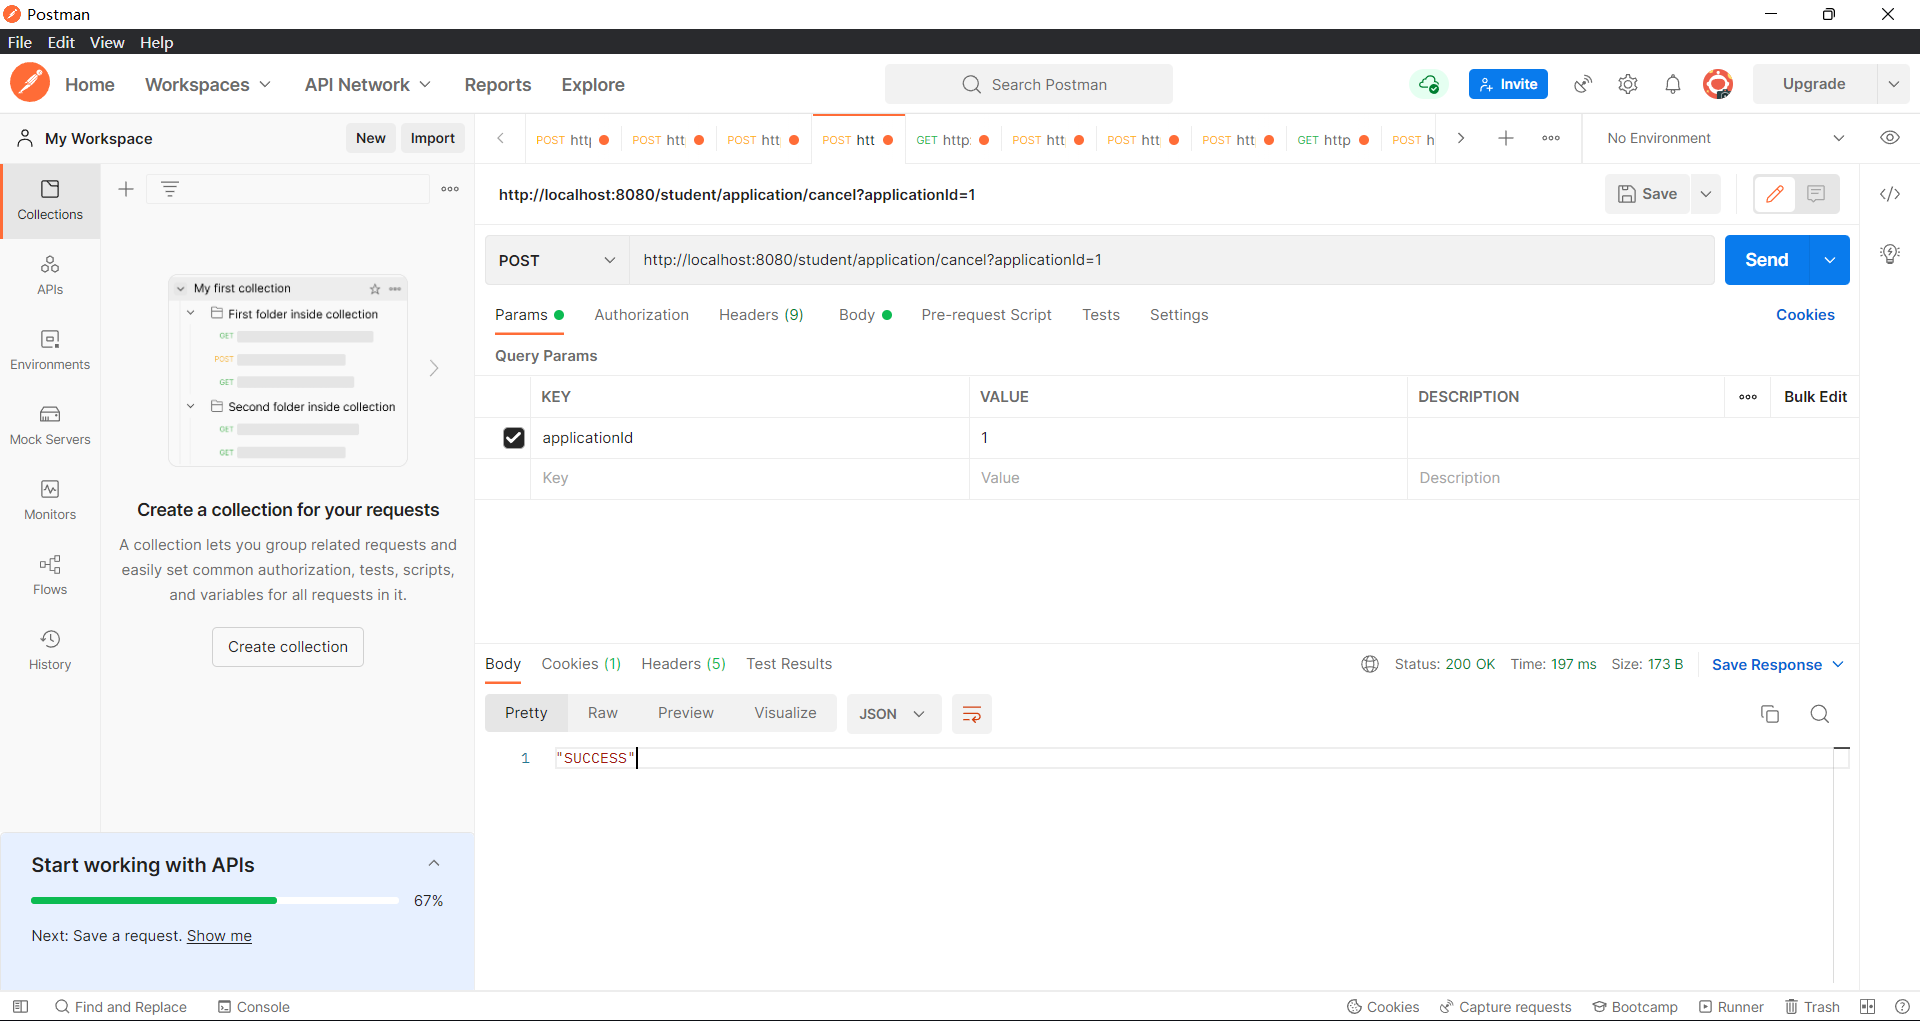 Postman
File Edit View Help
Home Workspaces API Network Reports Explore Search Postman Invite Upgrade
My Workspace New Import POST htt POST htt POST htt POST htt GET http POST htt POST htt POST htt GET http POST h No Environment
Collections
APIs
Environments
Mock Servers
Monitors
Flows
History
My first collection
First folder inside collection
GET
POST
GET
Second folder inside collection
GET
GET
Create a collection for your requests
A collection lets you group related requests and
easily set common authorization, tests, scripts,
and variables for all requests in it.
Create collection
Start working with APIs
67%
Next: Save a request. Show me
http://localhost:8080/student/application/cancel?applicationId=1 Save
POST http://localhost:8080/student/application/cancel?applicationId=1 Send
Params Authorization Headers (9) Body Pre-request Script Tests Settings Cookies
Query Params
KEY VALUE DESCRIPTION Bulk Edit
applicationId 1
Key Value Description
Body Cookies (1) Headers (5) Test Results Status: 200 OK Time: 197 ms Size: 173 B Save Response
Pretty Raw Preview Visualize JSON
1 "SUCCESS"
Find and Replace Console Cookies Capture requests Bootcamp Runner Trash